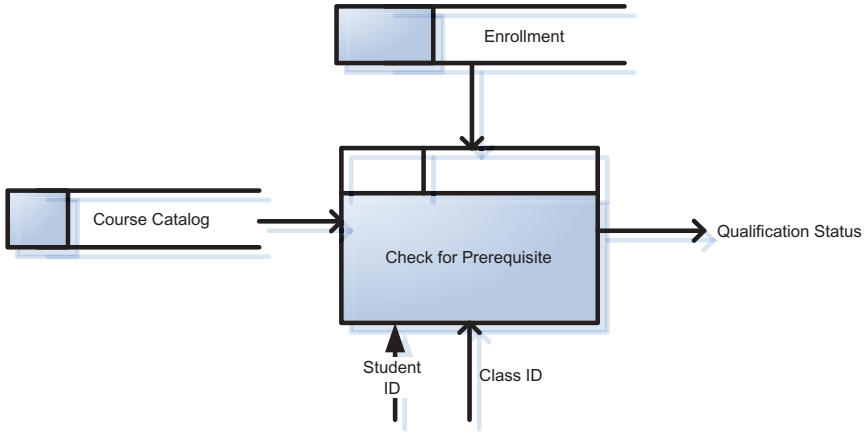 Enrollment
Course Catalog
Check for Prerequisite
Qualification Status
Student
ID
Class ID